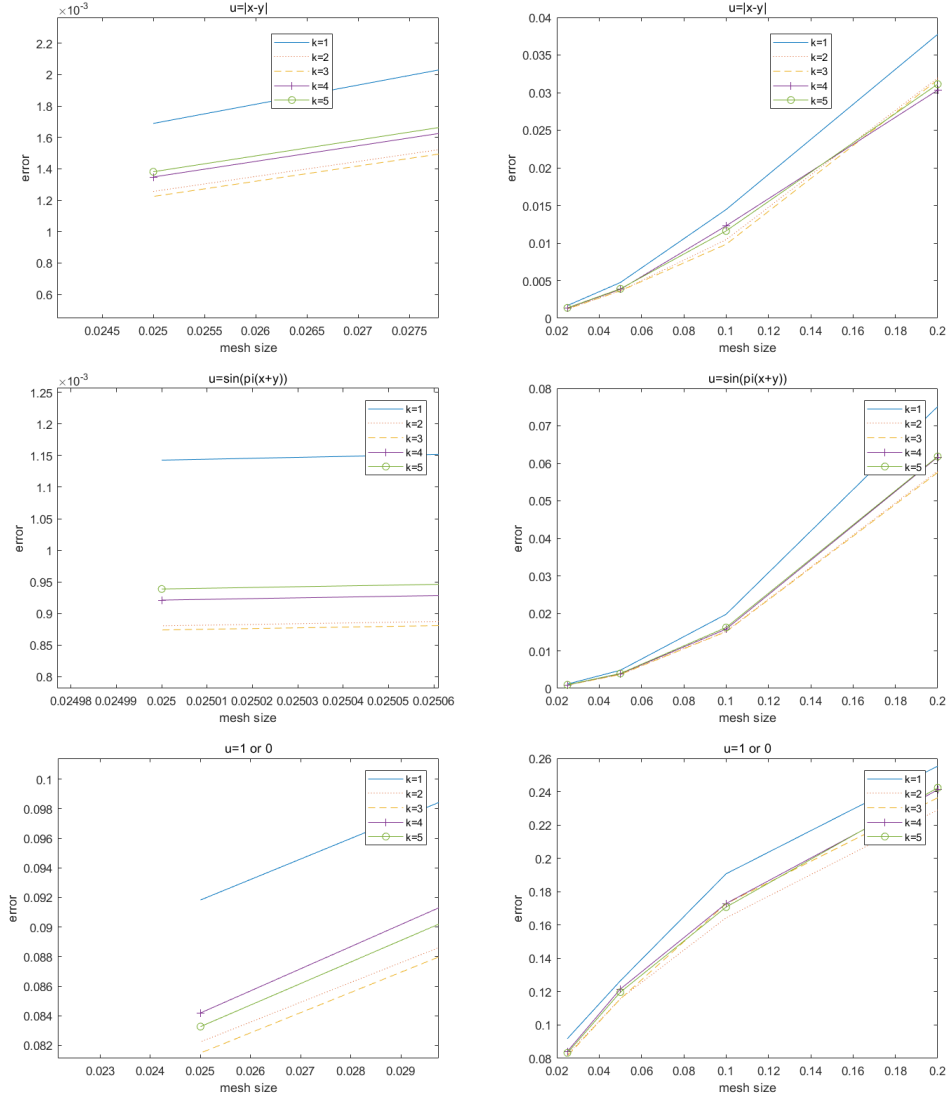 ×10⁻³
u=|x-y|
2.2
2
1.8
1.6
1.4
1.2
1
0.8
0.6
error
k=1
k=2
k=3
k=4
k=5
0.0245 0.025 0.0255 0.026 0.0265 0.027 0.0275
mesh size
u=|x-y|
0.04
0.035
0.03
0.025
0.02
0.015
0.01
0.005
0
error
k=1
k=2
k=3
k=4
k=5
0.02 0.04 0.06 0.08 0.1 0.12 0.14 0.16 0.18 0.2
mesh size
×10⁻³
u=sin(pi(x+y))
1.25
1.2
1.15
1.1
1.05
1
0.95
0.9
0.85
0.8
error
k=1
k=2
k=3
k=4
k=5
0.02498 0.02499 0.025 0.02501 0.02502 0.02503 0.02504 0.02505 0.02506
mesh size
u=sin(pi(x+y))
0.08
0.07
0.06
0.05
0.04
0.03
0.02
0.01
0
error
k=1
k=2
k=3
k=4
k=5
0.02 0.04 0.06 0.08 0.1 0.12 0.14 0.16 0.18 0.2
mesh size
u=1 or 0
0.1
0.098
0.096
0.094
0.092
0.09
0.088
0.086
0.084
0.082
error
k=1
k=2
k=3
k=4
k=5
0.023 0.024 0.025 0.026 0.027 0.028 0.029
mesh size
u=1 or 0
0.26
0.24
0.22
0.2
0.18
0.16
0.14
0.12
0.1
0.08
error
k=1
k=2
k=3
k=4
k=5
0.02 0.04 0.06 0.08 0.1 0.12 0.14 0.16 0.18 0.2
mesh size